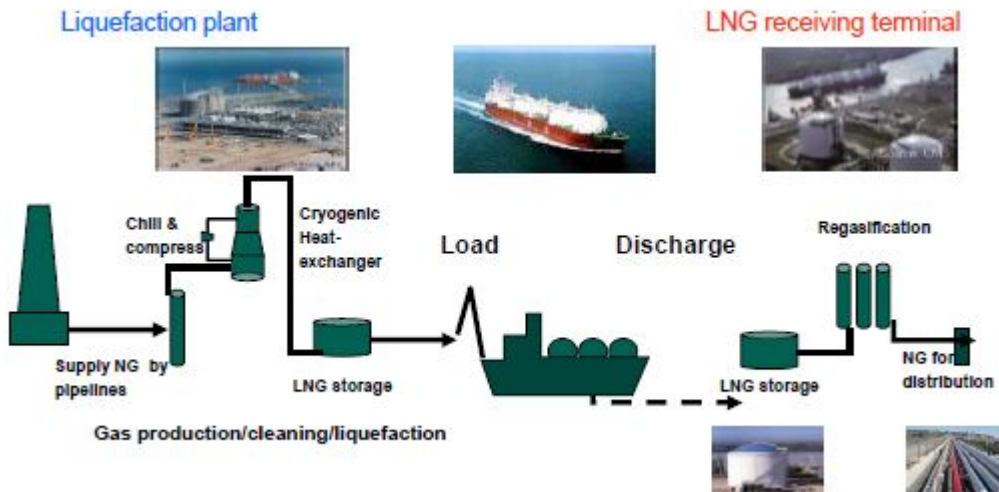 Liquefaction plant
LNG receiving terminal
Chill &
compress
Cryogenic
Heat-
exchanger
Load
Discharge
Regasification
Supply NG by
pipelines
LNG storage
LNG storage
NG for
distribution
Gas production/cleaning/liquefaction